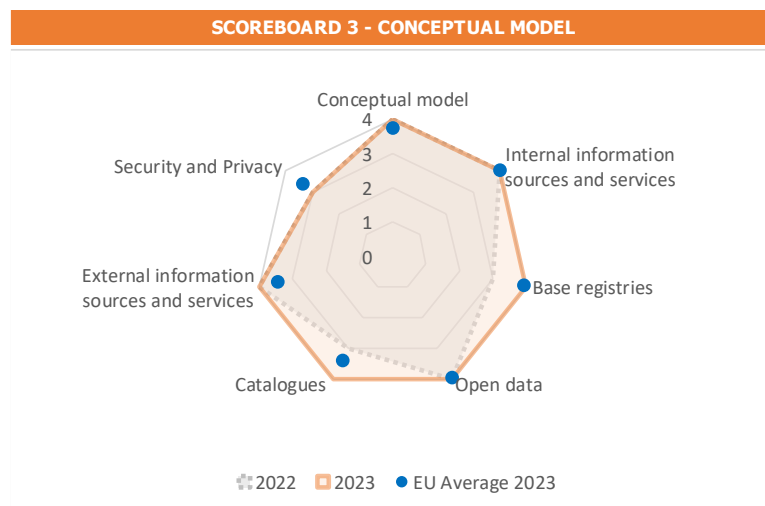 SCOREBOARD 3 - CONCEPTUAL MODEL
Conceptual model
4
3
2
1
0
Internal information
sources and services
Security and Privacy
External information
sources and services
Base registries
Catalogues
Open data
2022
2023
EU Average 2023